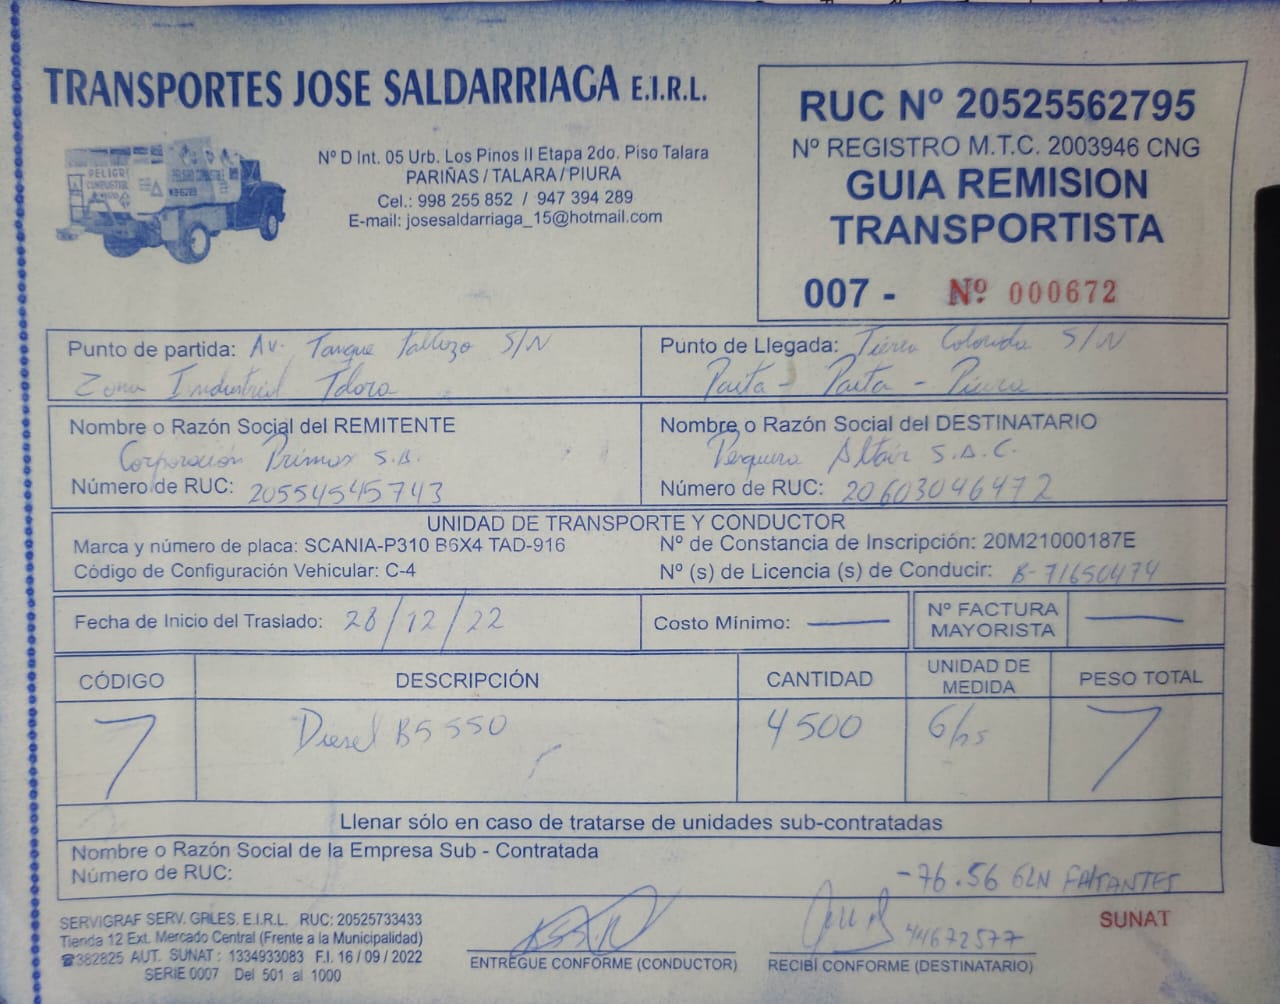 TRANSPORTES JOSE SALDARRIAGA E.I.R.L.
Nº D Int. 05 Urb. Los Pinos II Etapa 2do. Piso Talara
PARIÑAS / TALARA / PIURA
Cel.: 998 255 852 / 947 394 289
E-mail: josesaldarriaga_15@hotmail.com
PELIGRO
COMBUSTIBLE
RUC Nº 20525562795
Nº REGISTRO M.T.C. 2003946 CNG
GUIA REMISION
TRANSPORTISTA
007 - Nº 000672
Punto de partida: Av. Tanque S/N
Zona Industrial
Punto de Llegada: Tierra Colorada S/N
Paita - Paita - Piura
Nombre o Razón Social del REMITENTE
Corporación Primax S.A.
Número de RUC: 20554545743
Nombre o Razón Social del DESTINATARIO
Pesquera Altair S.A.C.
Número de RUC: 20603046472
UNIDAD DE TRANSPORTE Y CONDUCTOR
Marca y número de placa: SCANIA-P310 B6X4 TAD-916
Nº de Constancia de Inscripción: 20M21000187E
Código de Configuración Vehicular: C-4
Nº (s) de Licencia (s) de Conducir: B-71650474
Fecha de Inicio del Traslado: 28/12/22
Costo Mínimo:
Nº FACTURA
MAYORISTA
CÓDIGO DESCRIPCIÓN CANTIDAD UNIDAD DE MEDIDA PESO TOTAL
Diesel B5 S50 4500 Gls
Llenar sólo en caso de tratarse de unidades sub-contratadas
Nombre o Razón Social de la Empresa Sub - Contratada
Número de RUC:
-76.56 GLN FALTANTES
SERVIGRAF SERV. GRLES. E.I.R.L. RUC: 20525733433
Tienda 12 Ext. Mercado Central (Frente a la Municipalidad)
☎382825 AUT. SUNAT : 1334933083 F.I. 16 / 09 / 2022
SERIE 0007 Del 501 al 1000
ENTREGUE CONFORME (CONDUCTOR)
44672577
RECIBÍ CONFORME (DESTINATARIO)
SUNAT